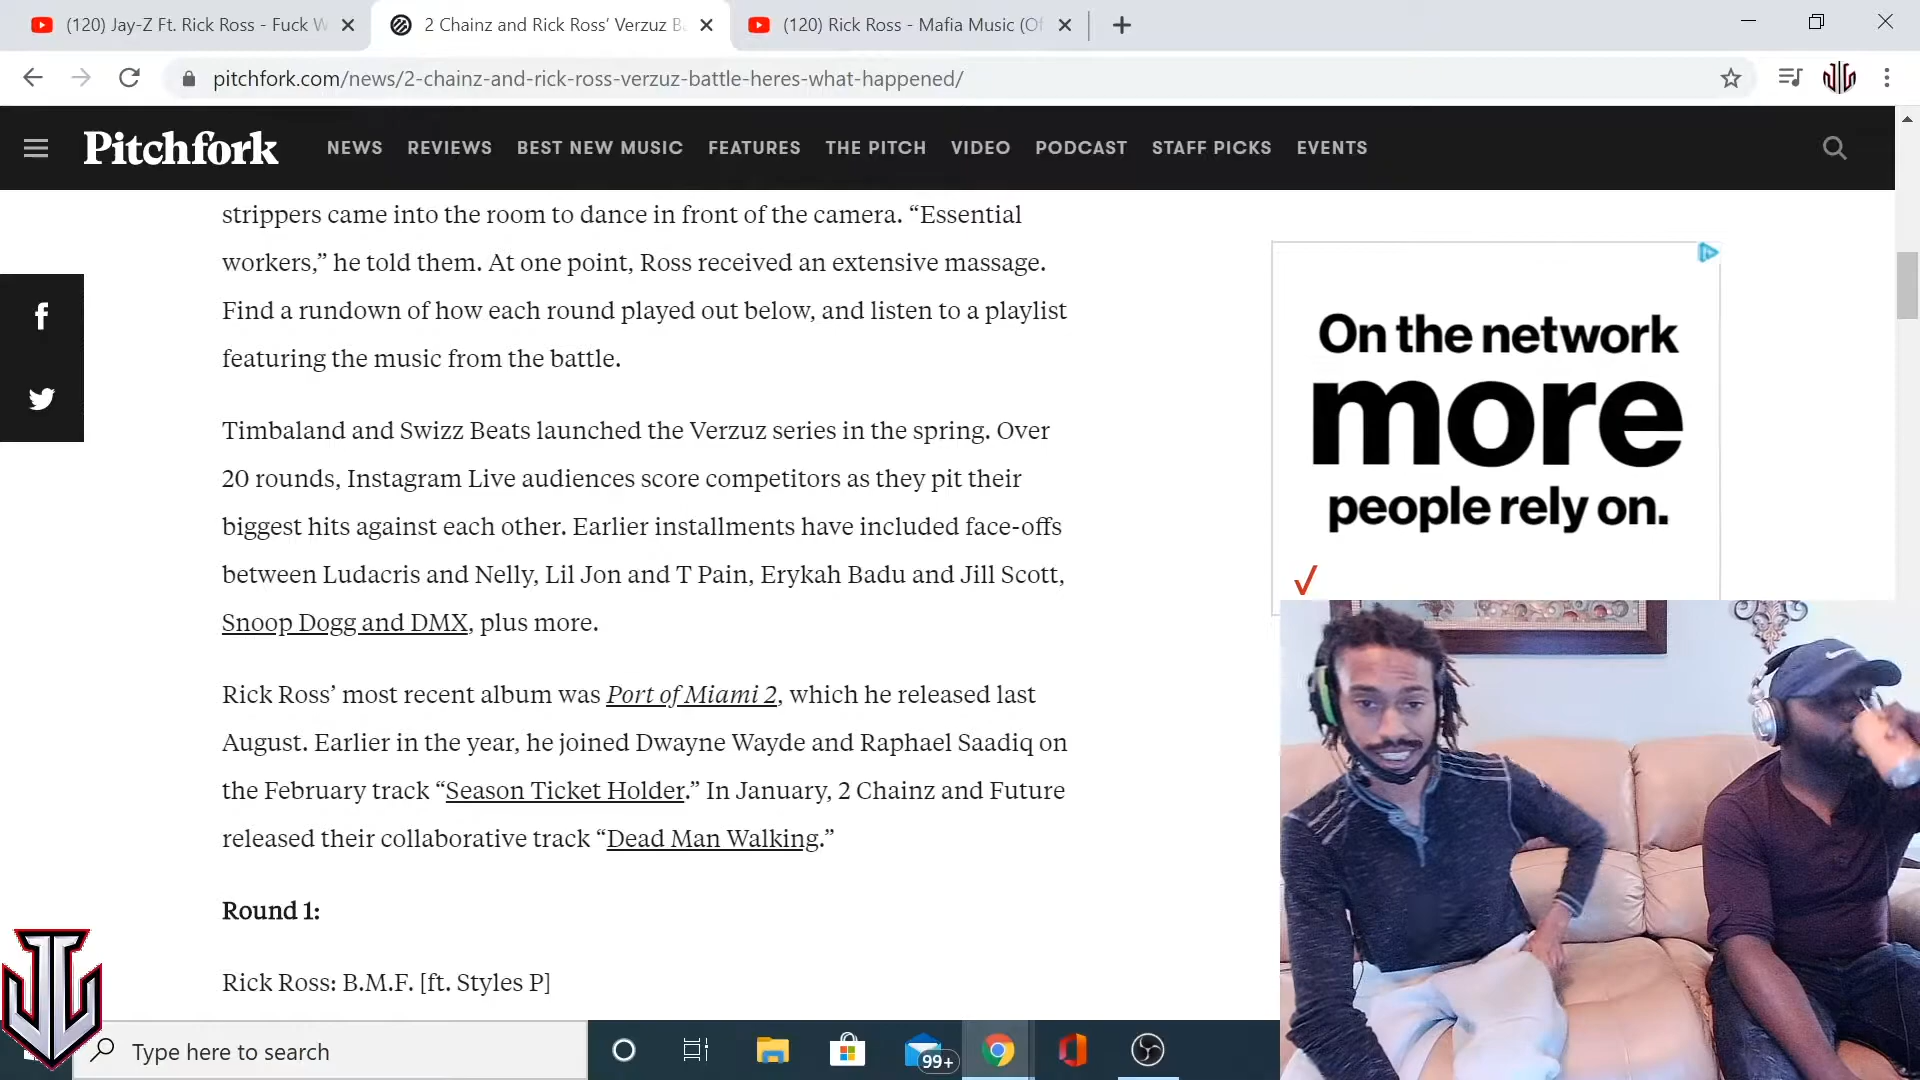 (120) Jay-Z Ft. Rick Ross - Fuck W
2 Chainz and Rick Ross’ Verzuz B
(120) Rick Ross - Mafia Music (Of
pitchfork.com/news/2-chainz-and-rick-ross-verzuz-battle-heres-what-happened/
Pitchfork
NEWS REVIEWS BEST NEW MUSIC FEATURES THE PITCH VIDEO PODCAST STAFF PICKS EVENTS
strippers came into the room to dance in front of the camera. “Essential
workers,” he told them. At one point, Ross received an extensive massage.
Find a rundown of how each round played out below, and listen to a playlist
featuring the music from the battle.
Timbaland and Swizz Beats launched the Verzuz series in the spring. Over
20 rounds, Instagram Live audiences score competitors as they pit their
biggest hits against each other. Earlier installments have included face-offs
between Ludacris and Nelly, Lil Jon and T Pain, Erykah Badu and Jill Scott,
Snoop Dogg and DMX, plus more.
Rick Ross’ most recent album was Port of Miami 2, which he released last
August. Earlier in the year, he joined Dwayne Wayde and Raphael Saadiq on
the February track “Season Ticket Holder.” In January, 2 Chainz and Future
released their collaborative track “Dead Man Walking.”
Round 1:
Rick Ross: B.M.F. [ft. Styles P]
On the network
more
people rely on.
Type here to search
99+